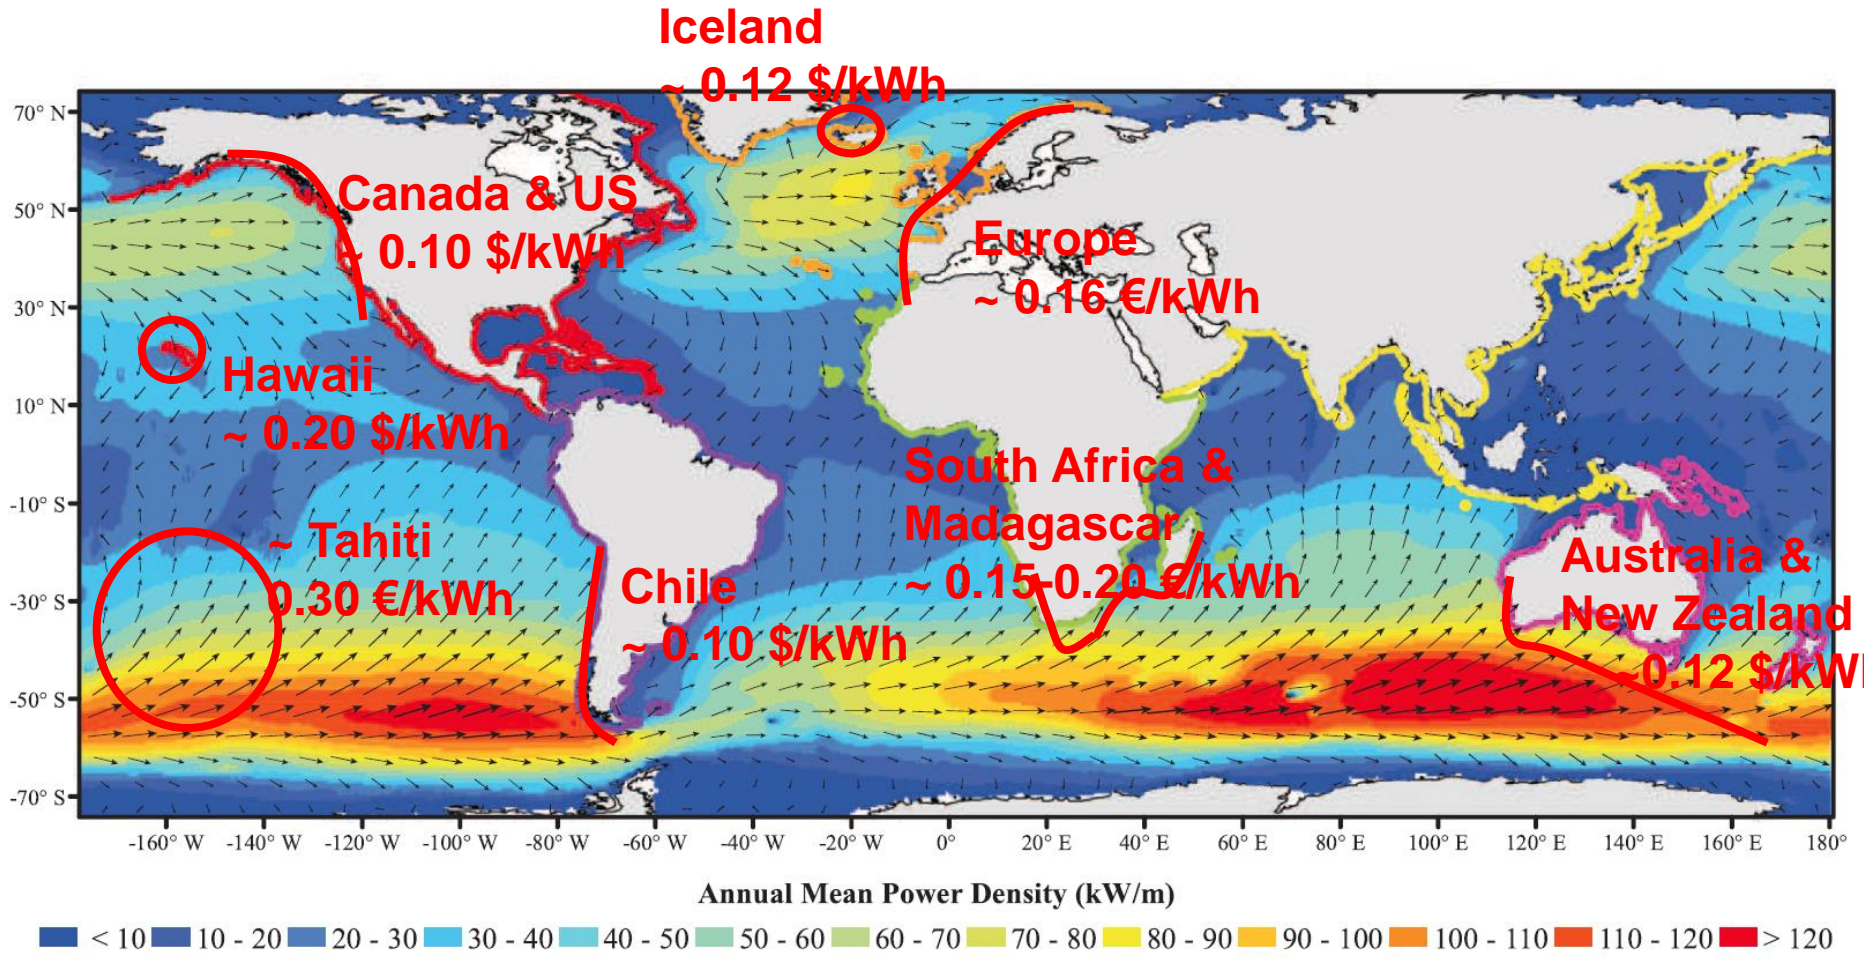 Iceland
~ 0.12 $/kWh
70° N
Canada & US
~ 0.10 $/kWh
50° N
Europe
~ 0.16 €/kWh
30° N
Hawaii
~ 0.20 $/kWh
10° N
South Africa &
Madagascar
~ 0.15-0.20 €/kWh
-10° S
~ Tahiti
0.30 €/kWh
Chile
~ 0.10 $/kWh
Australia &
New Zealand
~0.12 $/kWh
-30° S
-50° S
-70° S
-160° W -140° W -120° W -100° W -80° W -60° W -40° W -20° W 0° 20° E 40° E 60° E 80° E 100° E 120° E 140° E 160° E 180°
Annual Mean Power Density (kW/m)
< 10 10 - 20 20 - 30 30 - 40 40 - 50 50 - 60 60 - 70 70 - 80 80 - 90 90 - 100 100 - 110 110 - 120 > 120